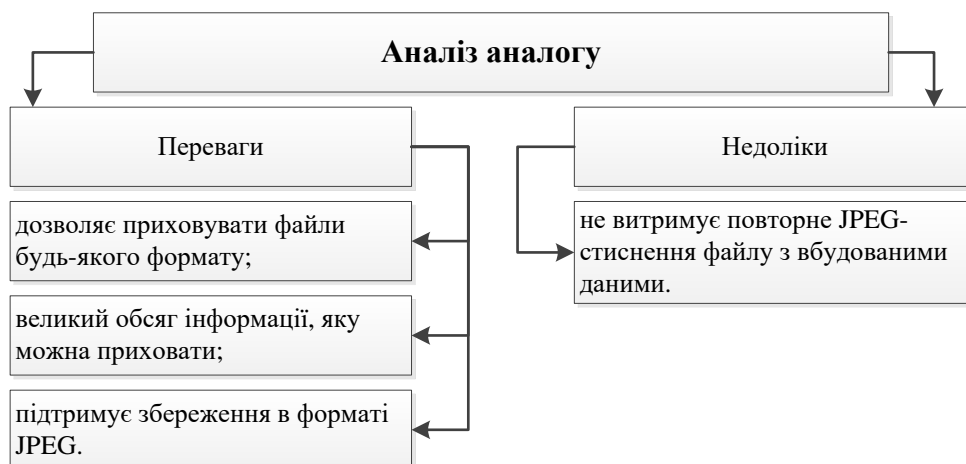 Аналіз аналогу
Переваги
дозволяє приховувати файли
будь-якого формату;
великий обсяг інформації, яку
можна приховати;
підтримує збереження в форматі
JPEG.
Недоліки
не витримує повторне JPEG-
стиснення файлу з вбудованими
даними.